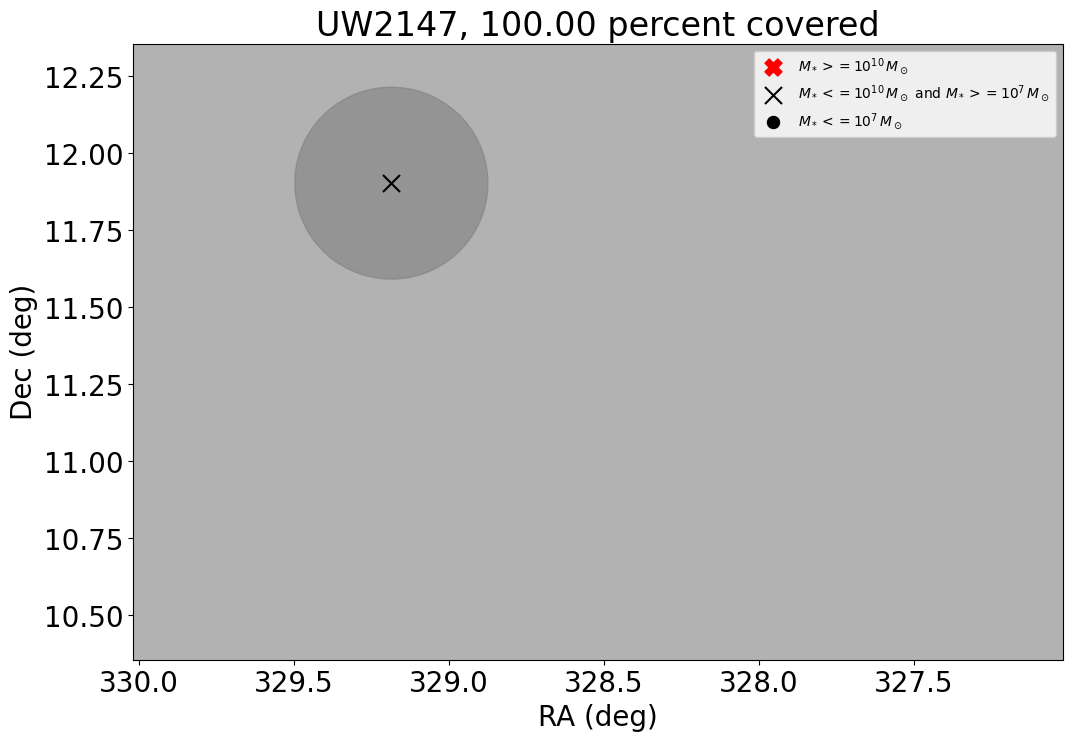 UW2147, 100.00 percent covered
M* >= 10^10 M⊙
M* <= 10^10 M⊙ and M* >= 10^7 M⊙
M* <= 10^7 M⊙
12.25
12.00
11.75
11.50
11.25
11.00
10.75
10.50
Dec (deg)
330.0 329.5 329.0 328.5 328.0 327.5
RA (deg)